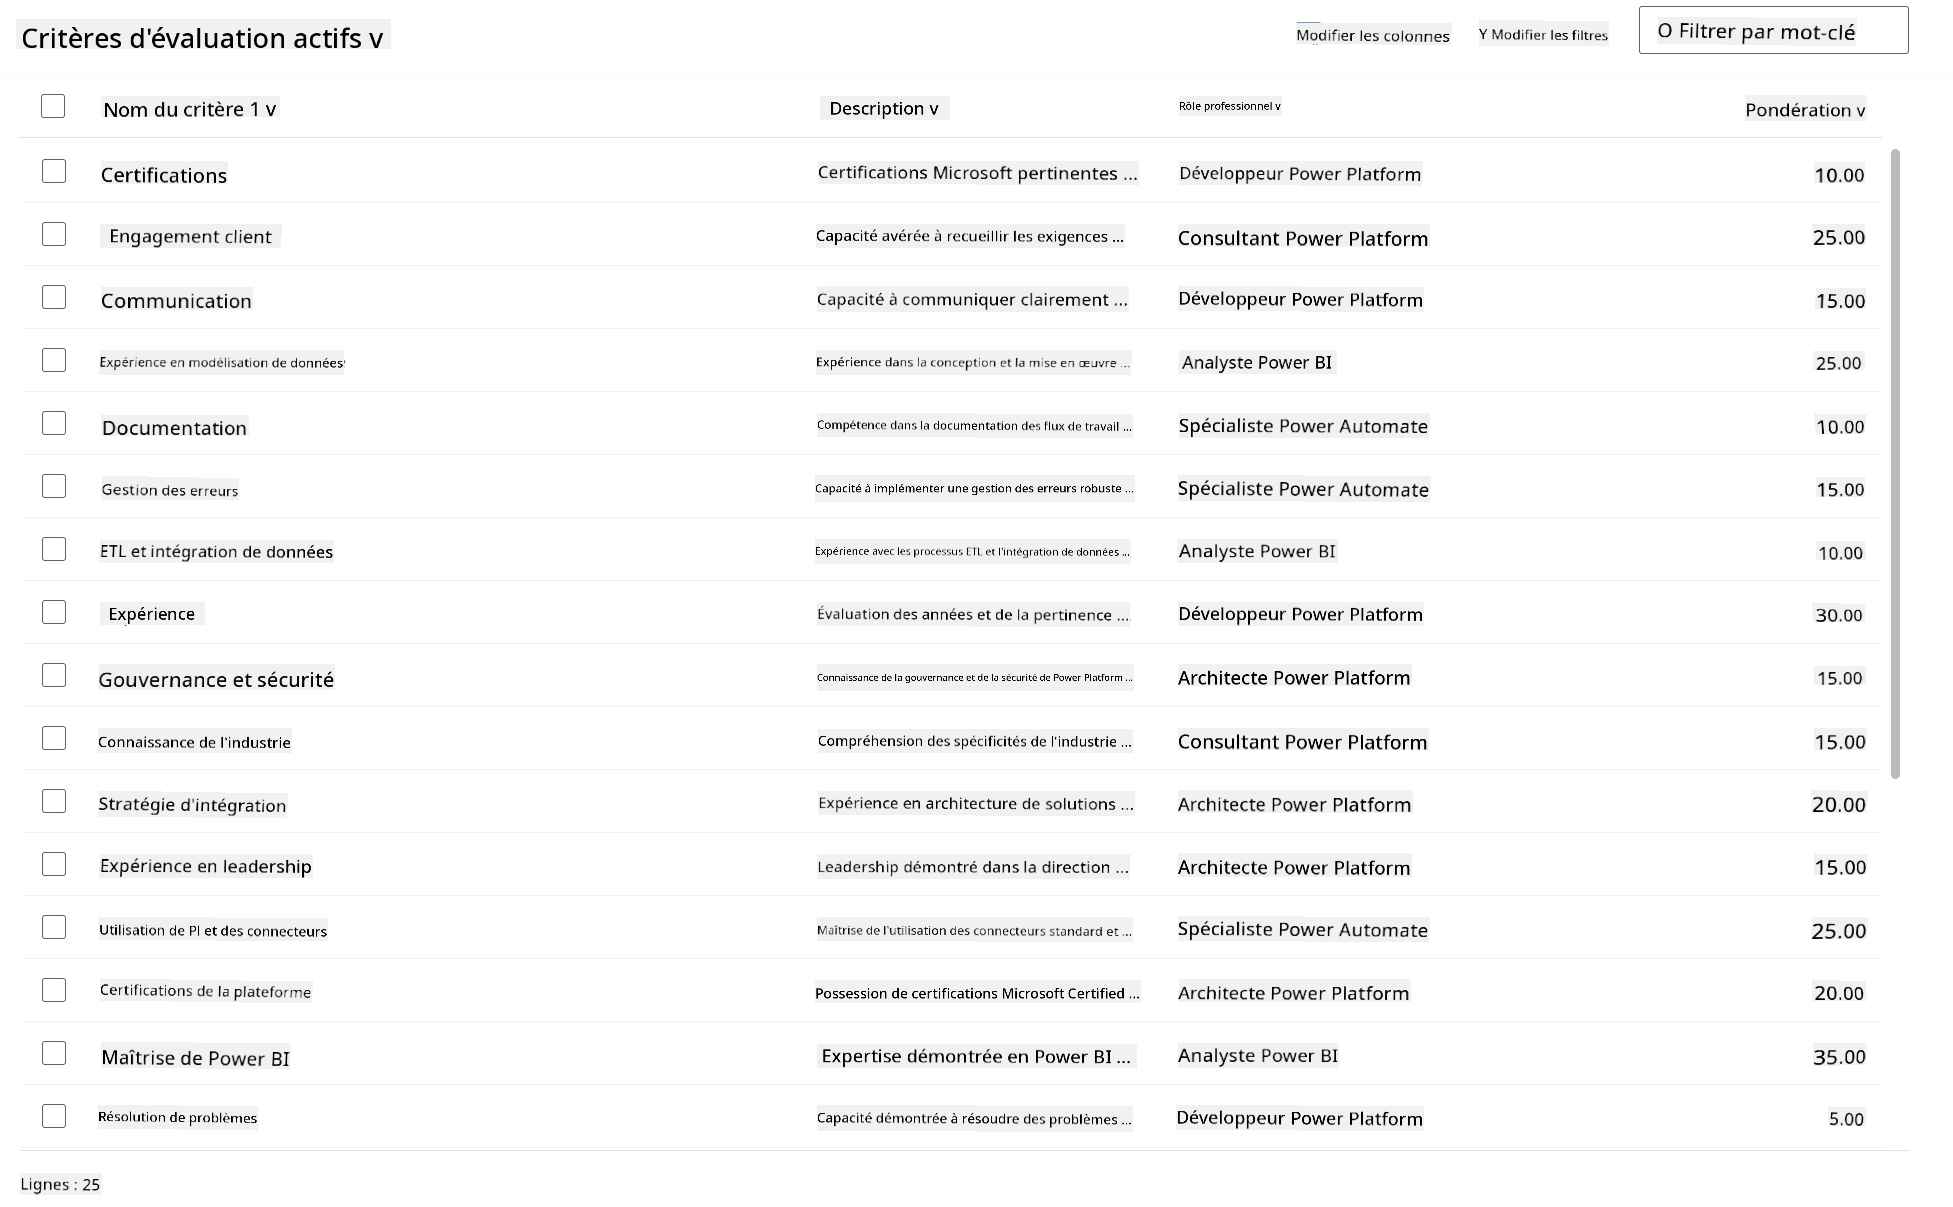 Critères d'évaluation actifs v
Modifier les colonnes
Y Modifier les filtres
O Filtrer par mot-clé
Nom du critère 1 v Description v Rôle professionnel v Pondération v
Certifications Certifications Microsoft pertinentes ... Développeur Power Platform 10.00
Engagement client Capacité avérée à recueillir les exigences ... Consultant Power Platform 25.00
Communication Capacité à communiquer clairement ... Développeur Power Platform 15.00
Expérience en modélisation de données Expérience dans la conception et la mise en œuvre ... Analyste Power BI 25.00
Documentation Compétence dans la documentation des flux de travail ... Spécialiste Power Automate 10.00
Gestion des erreurs Capacité à implémenter une gestion des erreurs robuste ... Spécialiste Power Automate 15.00
ETL et intégration de données Expérience avec les processus ETL et l'intégration de données ... Analyste Power BI 10.00
Expérience Évaluation des années et de la pertinence ... Développeur Power Platform 30.00
Gouvernance et sécurité Connaissance de la gouvernance et de la sécurité de Power Platform ... Architecte Power Platform 15.00
Connaissance de l'industrie Compréhension des spécificités de l'industrie ... Consultant Power Platform 15.00
Stratégie d'intégration Expérience en architecture de solutions ... Architecte Power Platform 20.00
Expérience en leadership Leadership démontré dans la direction ... Architecte Power Platform 15.00
Utilisation de PI et des connecteurs Maîtrise de l'utilisation des connecteurs standard et ... Spécialiste Power Automate 25.00
Certifications de la plateforme Possession de certifications Microsoft Certified ... Architecte Power Platform 20.00
Maîtrise de Power BI Expertise démontrée en Power BI ... Analyste Power BI 35.00
Résolution de problèmes Capacité démontrée à résoudre des problèmes ... Développeur Power Platform 5.00
Lignes : 25